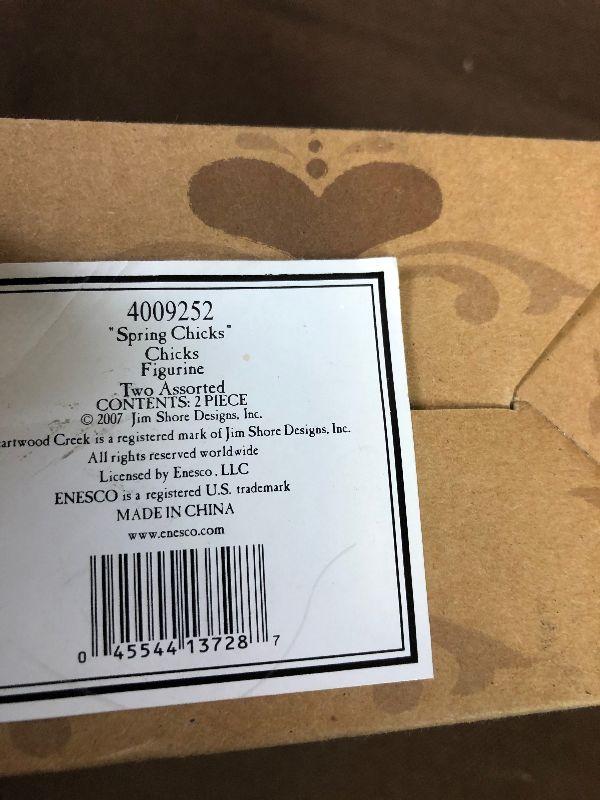 4009252
"Spring Chicks"
Chicks
Figurine
Two Assorted
CONTENTS: 2 PIECE
© 2007 Jim Shore Designs, Inc.
eartwood Creek is a registered mark of Jim Shore Designs, Inc.
All rights reserved worldwide
Licensed by Enesco, LLC
ENESCO is a registered U.S. trademark
MADE IN CHINA
www.enesco.com
0 45544 13728 7